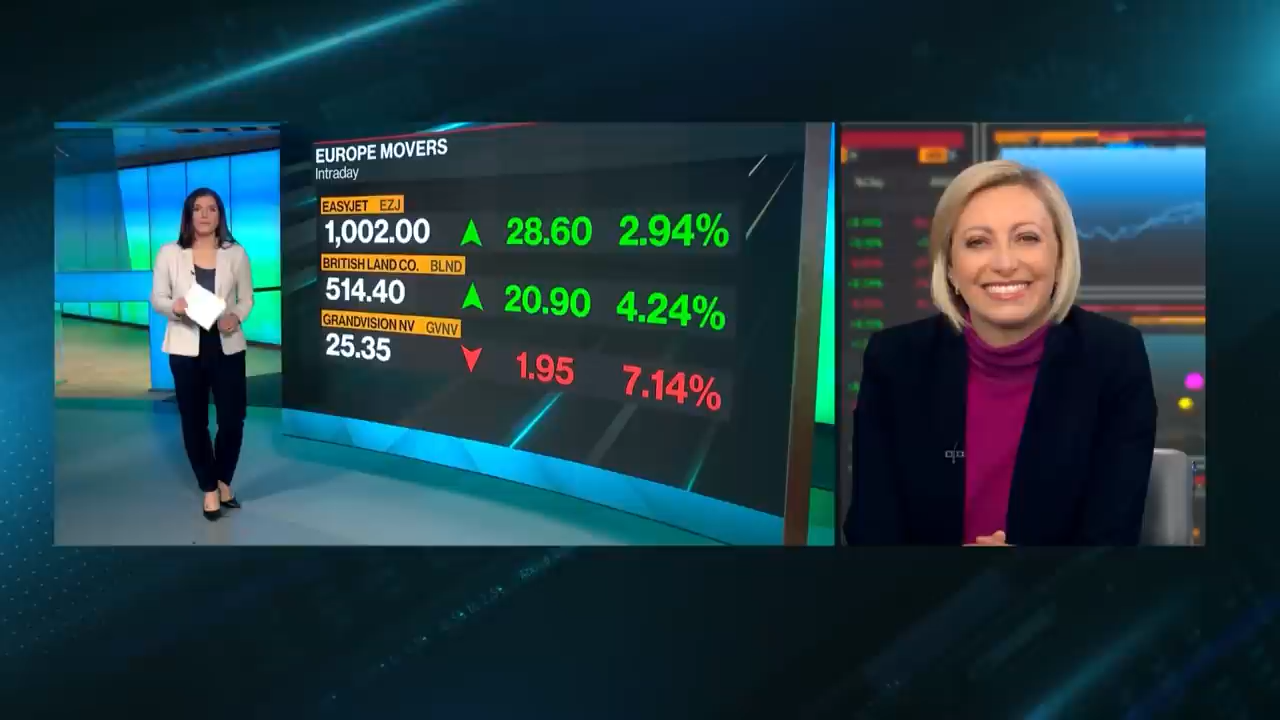 EUROPE MOVERS
Intraday
EASYJET EZJ
1,002.00 28.60 2.94%
BRITISH LAND CO. BLND
514.40 20.90 4.24%
GRANDVISION NV GVNV
25.35 1.95 7.14%